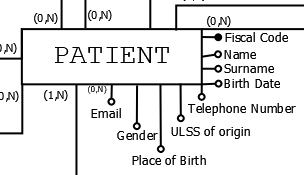 (0,N)
(0,N)
(0,N)
Fiscal Code
PATIENT
Name
0,N)
Surname
Birth Date
0,N)
(1,N)
(0,N)
Telephone Number
Email
Gender
ULSS of origin
Place of Birth